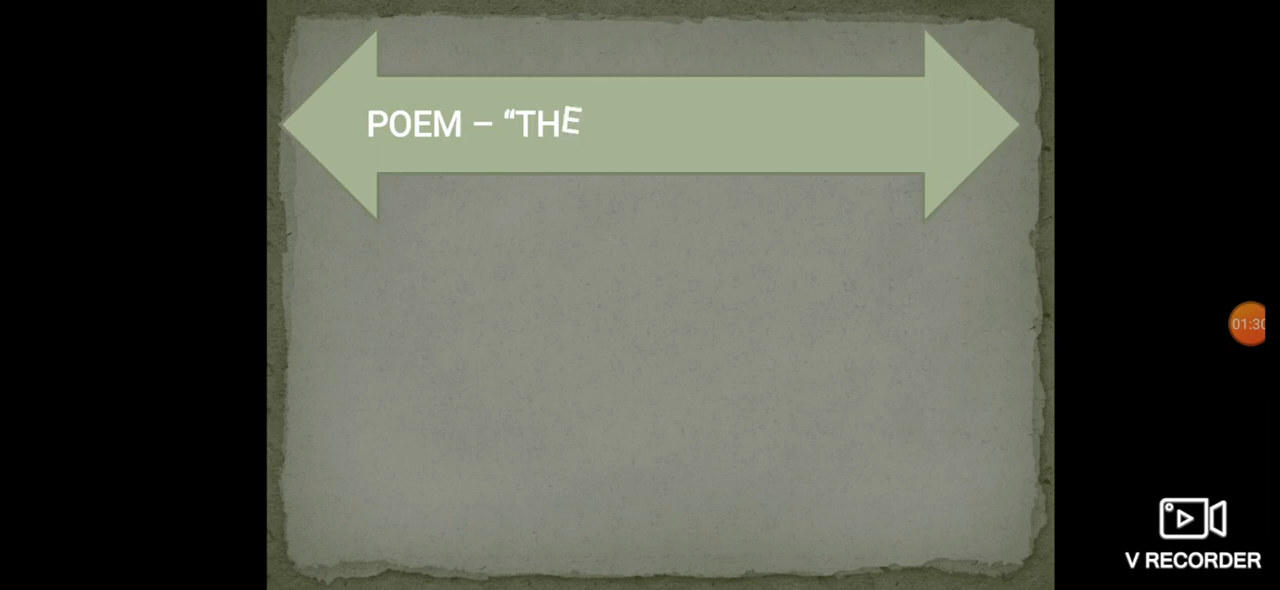 POEM – “THE
01:30
V RECORDER